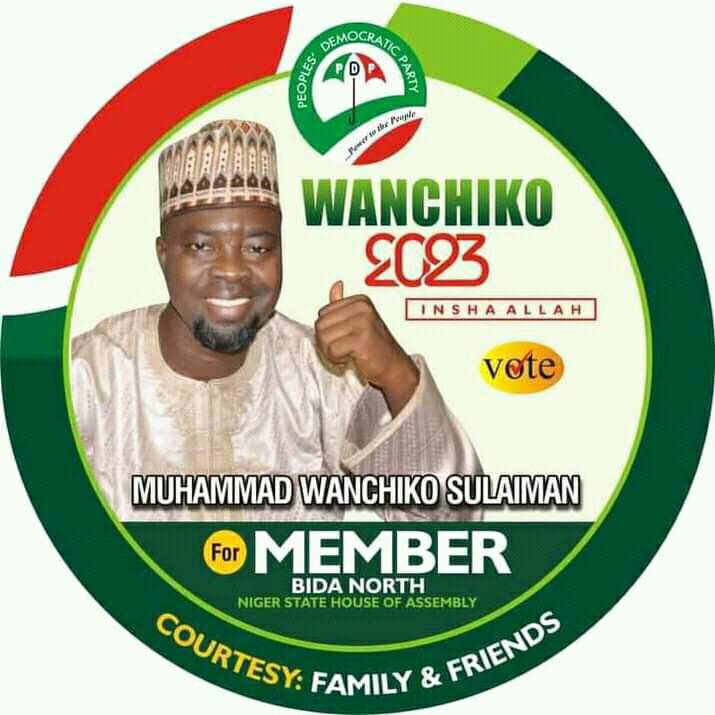 PEOPLES' DEMOCRATIC PARTY
PDP
...Power to the People
WANCHIKO
2023
INSHA ALLAH
vote
MUHAMMAD WANCHIKO SULAIMAN
For MEMBER
BIDA NORTH
NIGER STATE HOUSE OF ASSEMBLY
COURTESY: FAMILY & FRIENDS